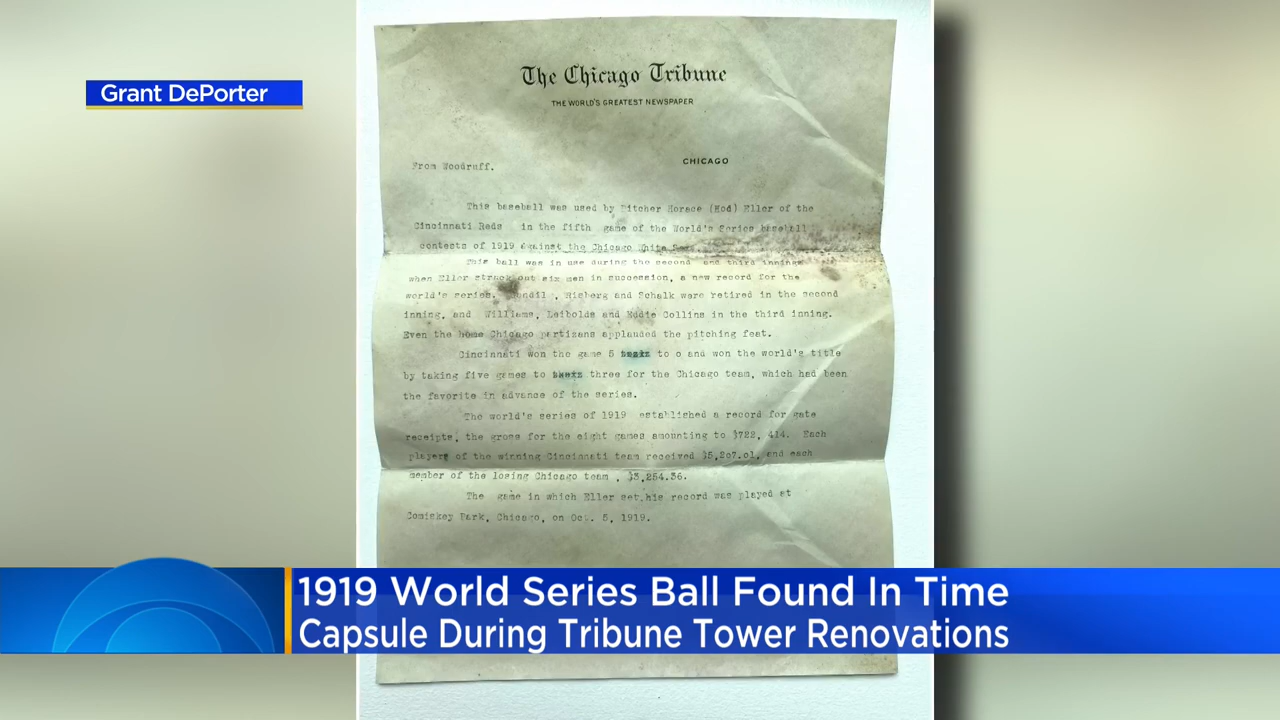 Grant DePorter
The Chicago Tribune
THE WORLD'S GREATEST NEWSPAPER
CHICAGO
From Woodruff.
This baseball was used by Pitcher Horace (Hod) Eller of the
Cincinnati Reds in the fifth game of the World's Series baseball
contests of 1919 against the Chicago White
This ball was in use during the second and third innings
when Eller struck out six men in succession, a new record for the
world's series. , Risberg and Schalk were retired in the second
inning, and Williams, Leibolds and Eddie Collins in the third inning.
Even the home Chicago partizans applauded the pitching feat.
Cincinnati won the game 5 to o and won the world's title
by taking five games to three for the Chicago team, which had been
the favorite in advance of the series.
The world's series of 1919 established a record for gate
receipts, the gross for the eight games amounting to $722, 414. Each
player of the winning Cincinnati team received $5,207.01, and each
member of the losing Chicago team , $3,254.36.
The game in which Eller set his record was played at
Comiskey Park, Chicago, on Oct. 5, 1919.
1919 World Series Ball Found In Time
Capsule During Tribune Tower Renovations